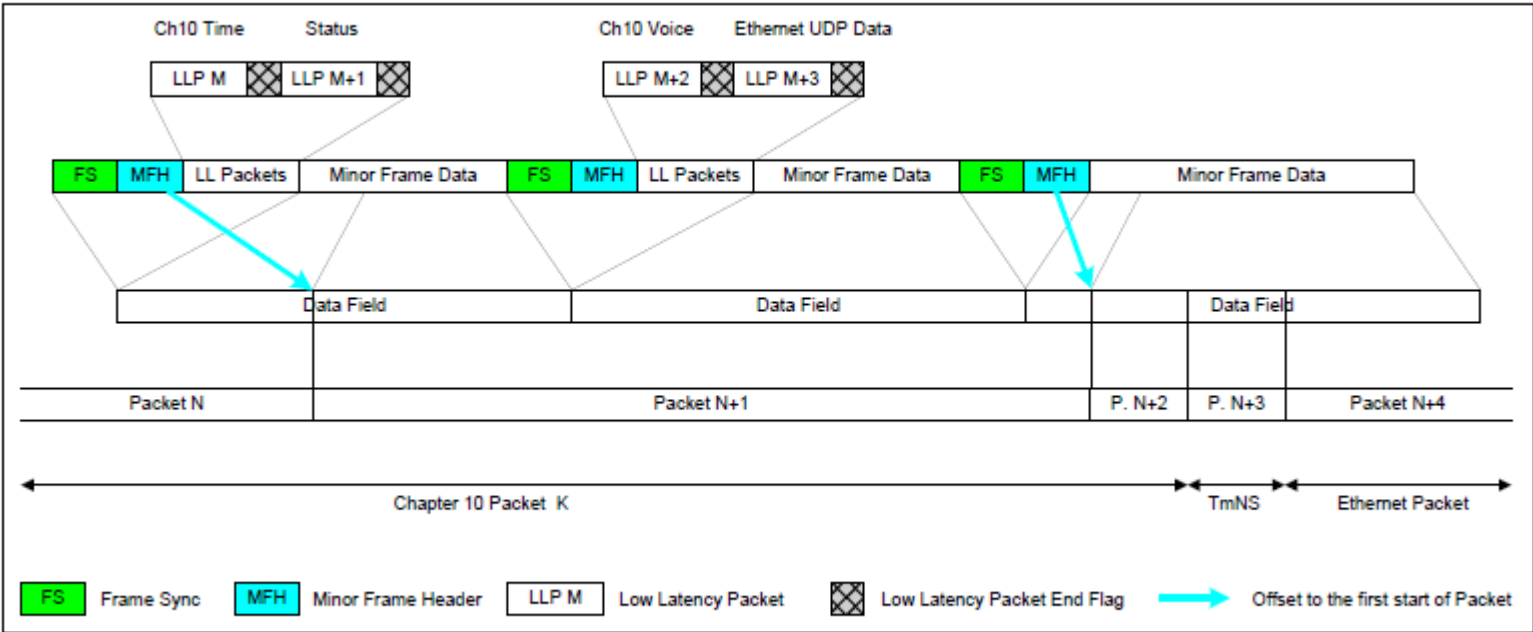 Ch10 Time Status Ch10 Voice Ethernet UDP Data
LLP M LLP M+1 LLP M+2 LLP M+3
FS MFH LL Packets Minor Frame Data FS MFH LL Packets Minor Frame Data FS MFH Minor Frame Data
Data Field Data Field Data Field
Packet N Packet N+1 P. N+2 P. N+3 Packet N+4
Chapter 10 Packet K TmNS Ethernet Packet
FS Frame Sync MFH Minor Frame Header LLP M Low Latency Packet Low Latency Packet End Flag Offset to the first start of Packet